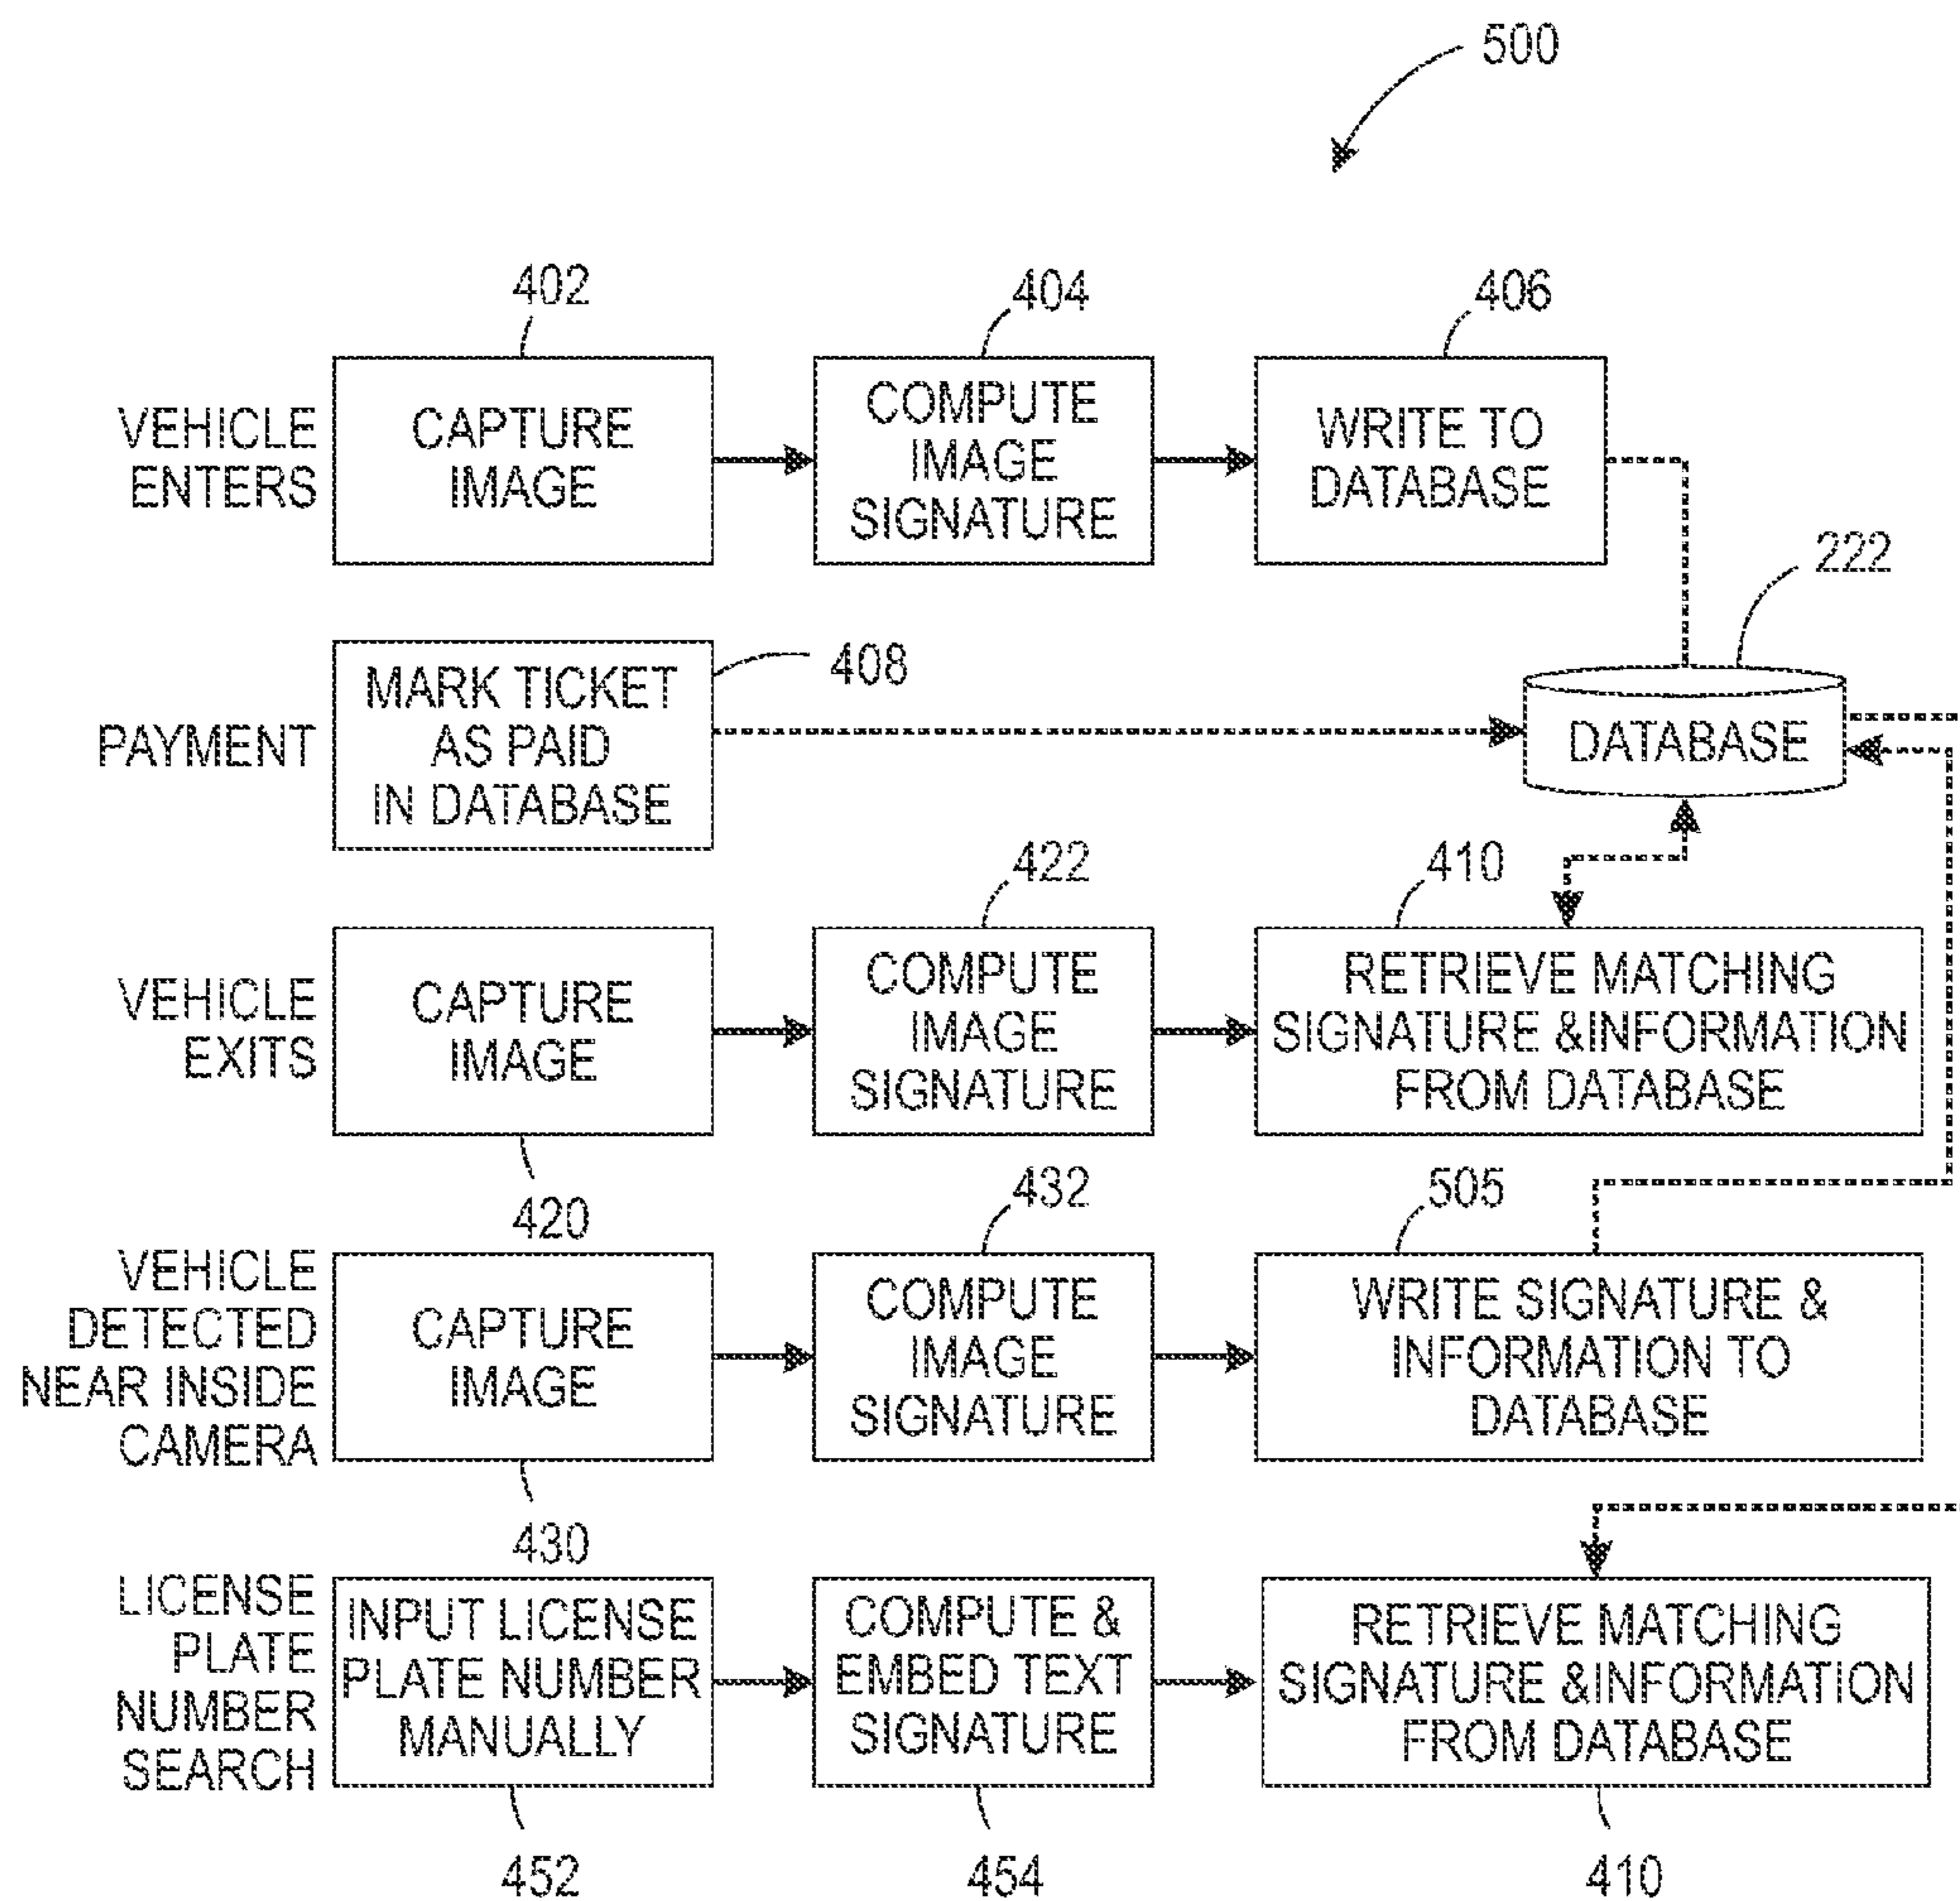 500
402
404
406
VEHICLE
ENTERS
CAPTURE
IMAGE
COMPUTE
IMAGE
SIGNATURE
WRITE TO
DATABASE
222
PAYMENT
MARK TICKET
AS PAID
IN DATABASE
408
DATABASE
422
410
VEHICLE
EXITS
CAPTURE
IMAGE
COMPUTE
IMAGE
SIGNATURE
RETRIEVE MATCHING
SIGNATURE &INFORMATION
FROM DATABASE
420
432
505
VEHICLE
DETECTED
NEAR INSIDE
CAMERA
CAPTURE
IMAGE
COMPUTE
IMAGE
SIGNATURE
WRITE SIGNATURE &
INFORMATION TO
DATABASE
430
LICENSE
PLATE
NUMBER
SEARCH
INPUT LICENSE
PLATE NUMBER
MANUALLY
COMPUTE &
EMBED TEXT
SIGNATURE
RETRIEVE MATCHING
SIGNATURE &INFORMATION
FROM DATABASE
452
454
410